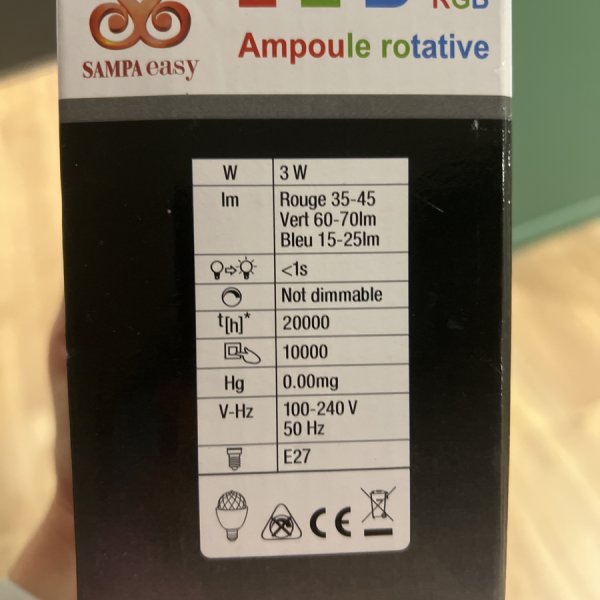 RGB
SAMPA easy
Ampoule rotative
W 3 W
lm Rouge 35-45
Vert 60-70lm
Bleu 15-25lm
<1s
Not dimmable
t[h]* 20000
10000
Hg 0.00mg
V-Hz 100-240 V
50 Hz
E27
CE